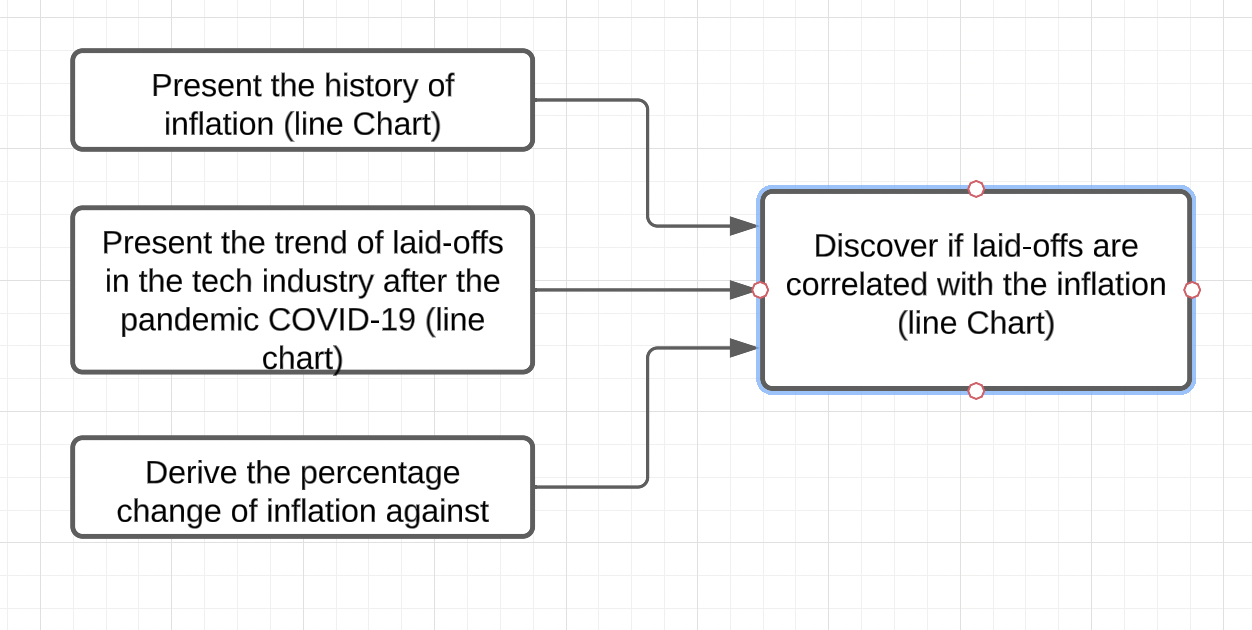 Present the history of
inflation (line Chart)
Present the trend of laid-offs
in the tech industry after the
pandemic COVID-19 (line
chart)
Derive the percentage
change of inflation against
Discover if laid-offs are
correlated with the inflation
(line Chart)